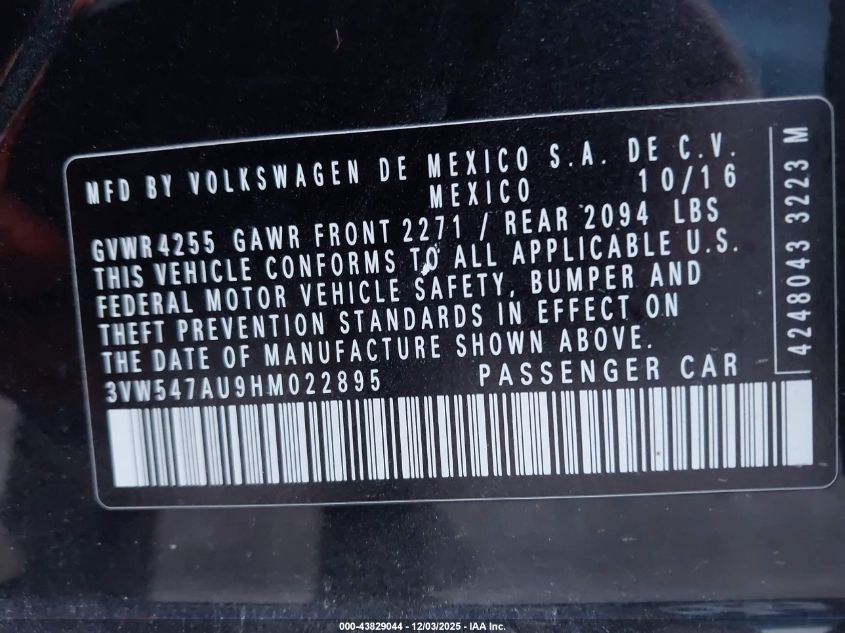 MFD BY VOLKSWAGEN DE MEXICO S.A. DE C.V.
MEXICO 10/16
GVWR4255 GAWR FRONT 2271 / REAR 2094 LBS
THIS VEHICLE CONFORMS TO ALL APPLICABLE U.S.
FEDERAL MOTOR VEHICLE SAFETY, BUMPER AND
THEFT PREVENTION STANDARDS IN EFFECT ON
THE DATE OF MANUFACTURE SHOWN ABOVE.
3VW547AU9HM022895 PASSENGER CAR
4248043 3223 M
000-43829044 - 12/03/2025 - IAA Inc.